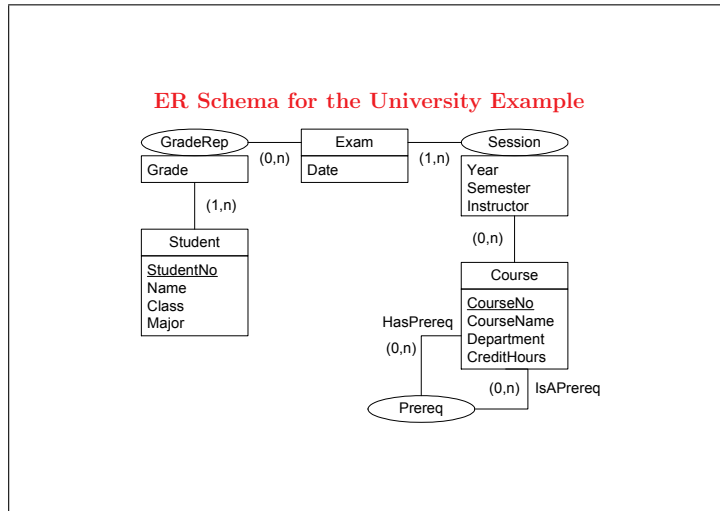 ER Schema for the University Example
GradeRep
(0,n)
Exam
(1,n)
Session
Grade
Date
Year
Semester
Instructor
(1,n)
(0,n)
Student
StudentNo
Name
Class
Major
Course
CourseNo
CourseName
Department
CreditHours
HasPrereq
(0,n)
(0,n)
IsAPrereq
Prereq